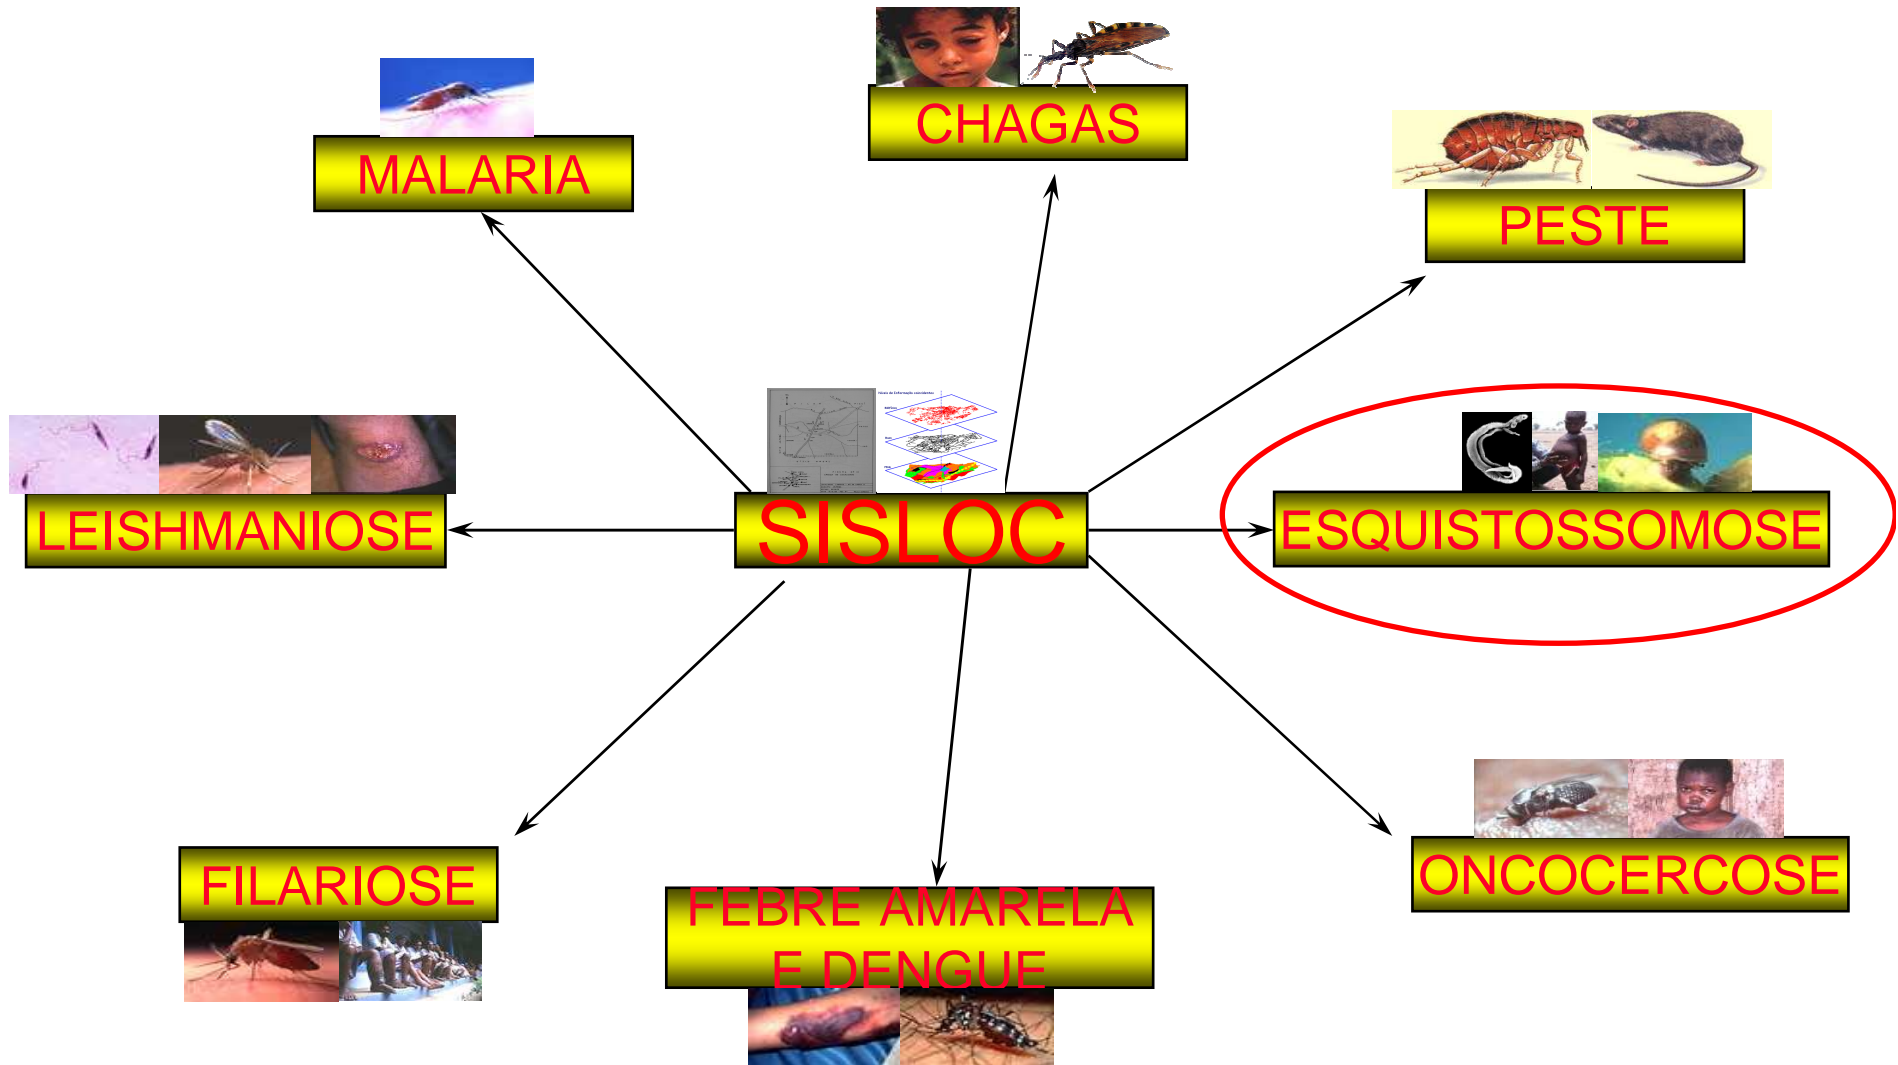 CHAGAS
MALARIA
PESTE
LEISHMANIOSE
SISLOC
ESQUISTOSSOMOSE
FILARIOSE
FEBRE AMARELA
E DENGUE
ONCOCERCOSE